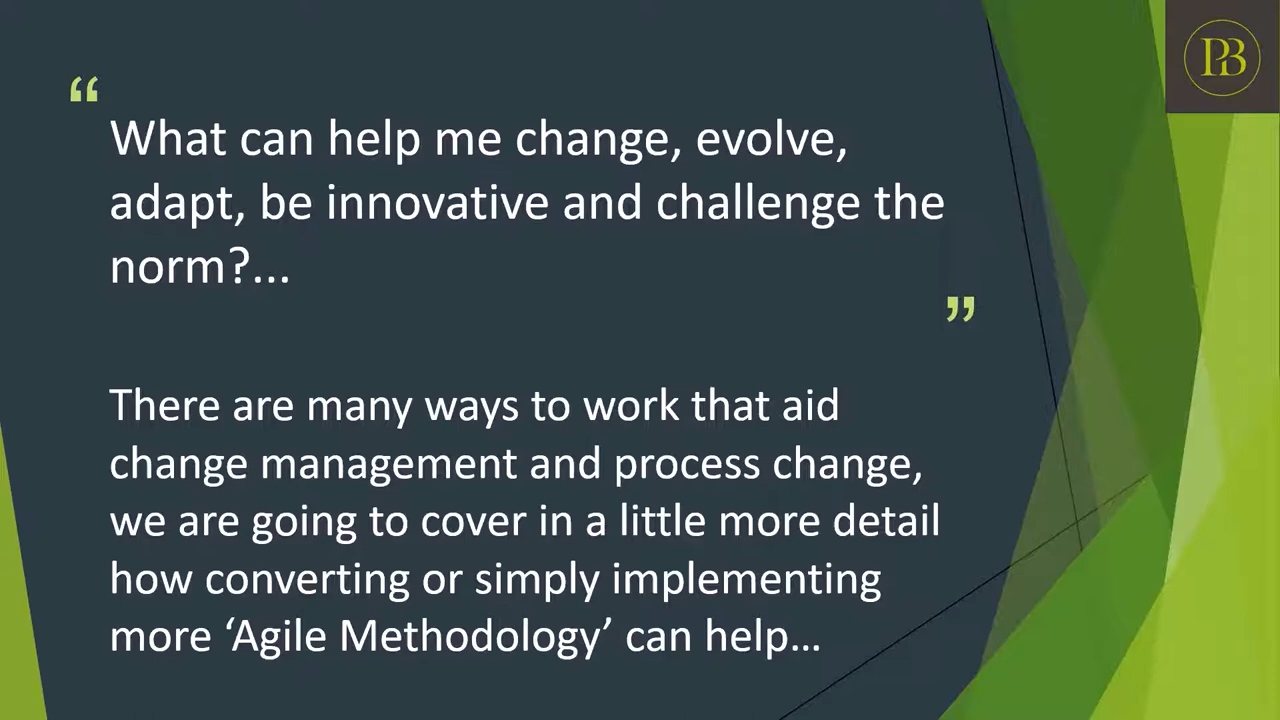 “
What can help me change, evolve,
adapt, be innovative and challenge the
norm?...
”
There are many ways to work that aid
change management and process change,
we are going to cover in a little more detail
how converting or simply implementing
more ‘Agile Methodology’ can help…
PB